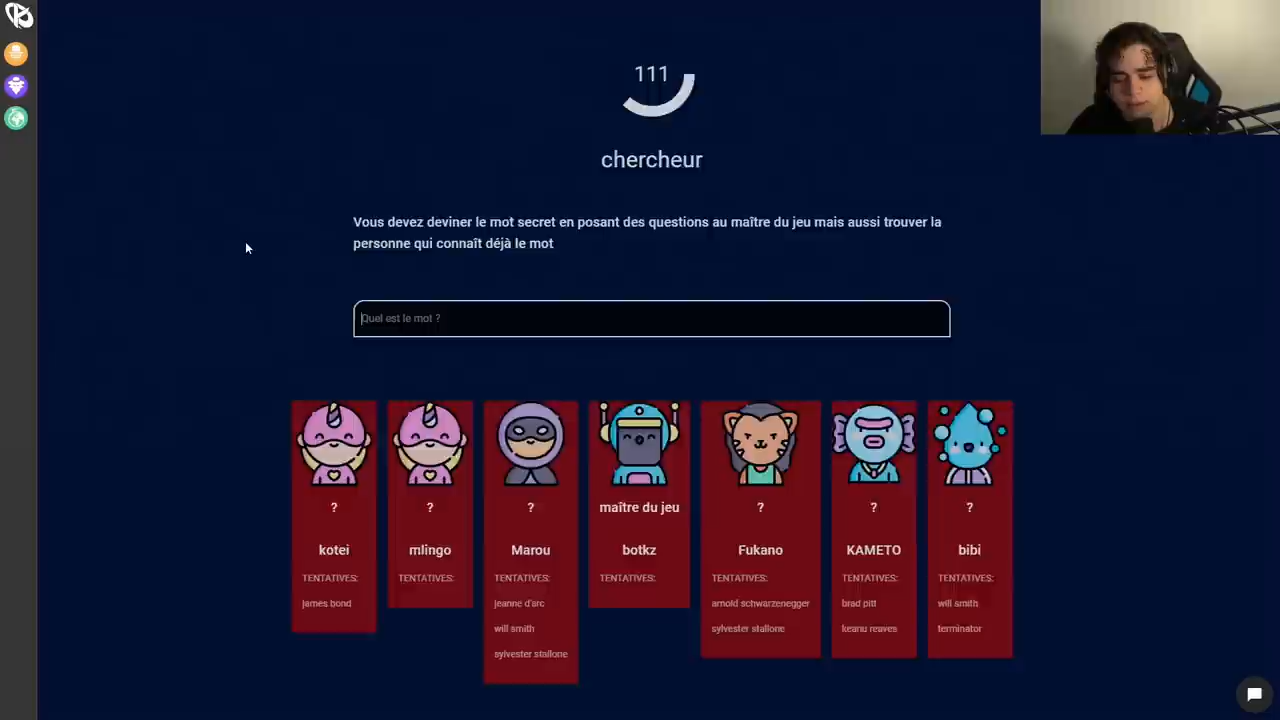 111
chercheur
Vous devez deviner le mot secret en posant des questions au maître du jeu mais aussi trouver la
personne qui connaît déjà le mot
Quel est le mot ?
?
kotei
TENTATIVES:
james bond
?
mlingo
TENTATIVES:
?
Marou
TENTATIVES:
jeanne d'arc
will smith
sylvester stallone
maître du jeu
botkz
TENTATIVES:
?
Fukano
TENTATIVES:
arnold schwarzenegger
sylvester stallone
?
KAMETO
TENTATIVES:
brad pitt
keanu reaves
?
bibi
TENTATIVES:
will smith
terminator